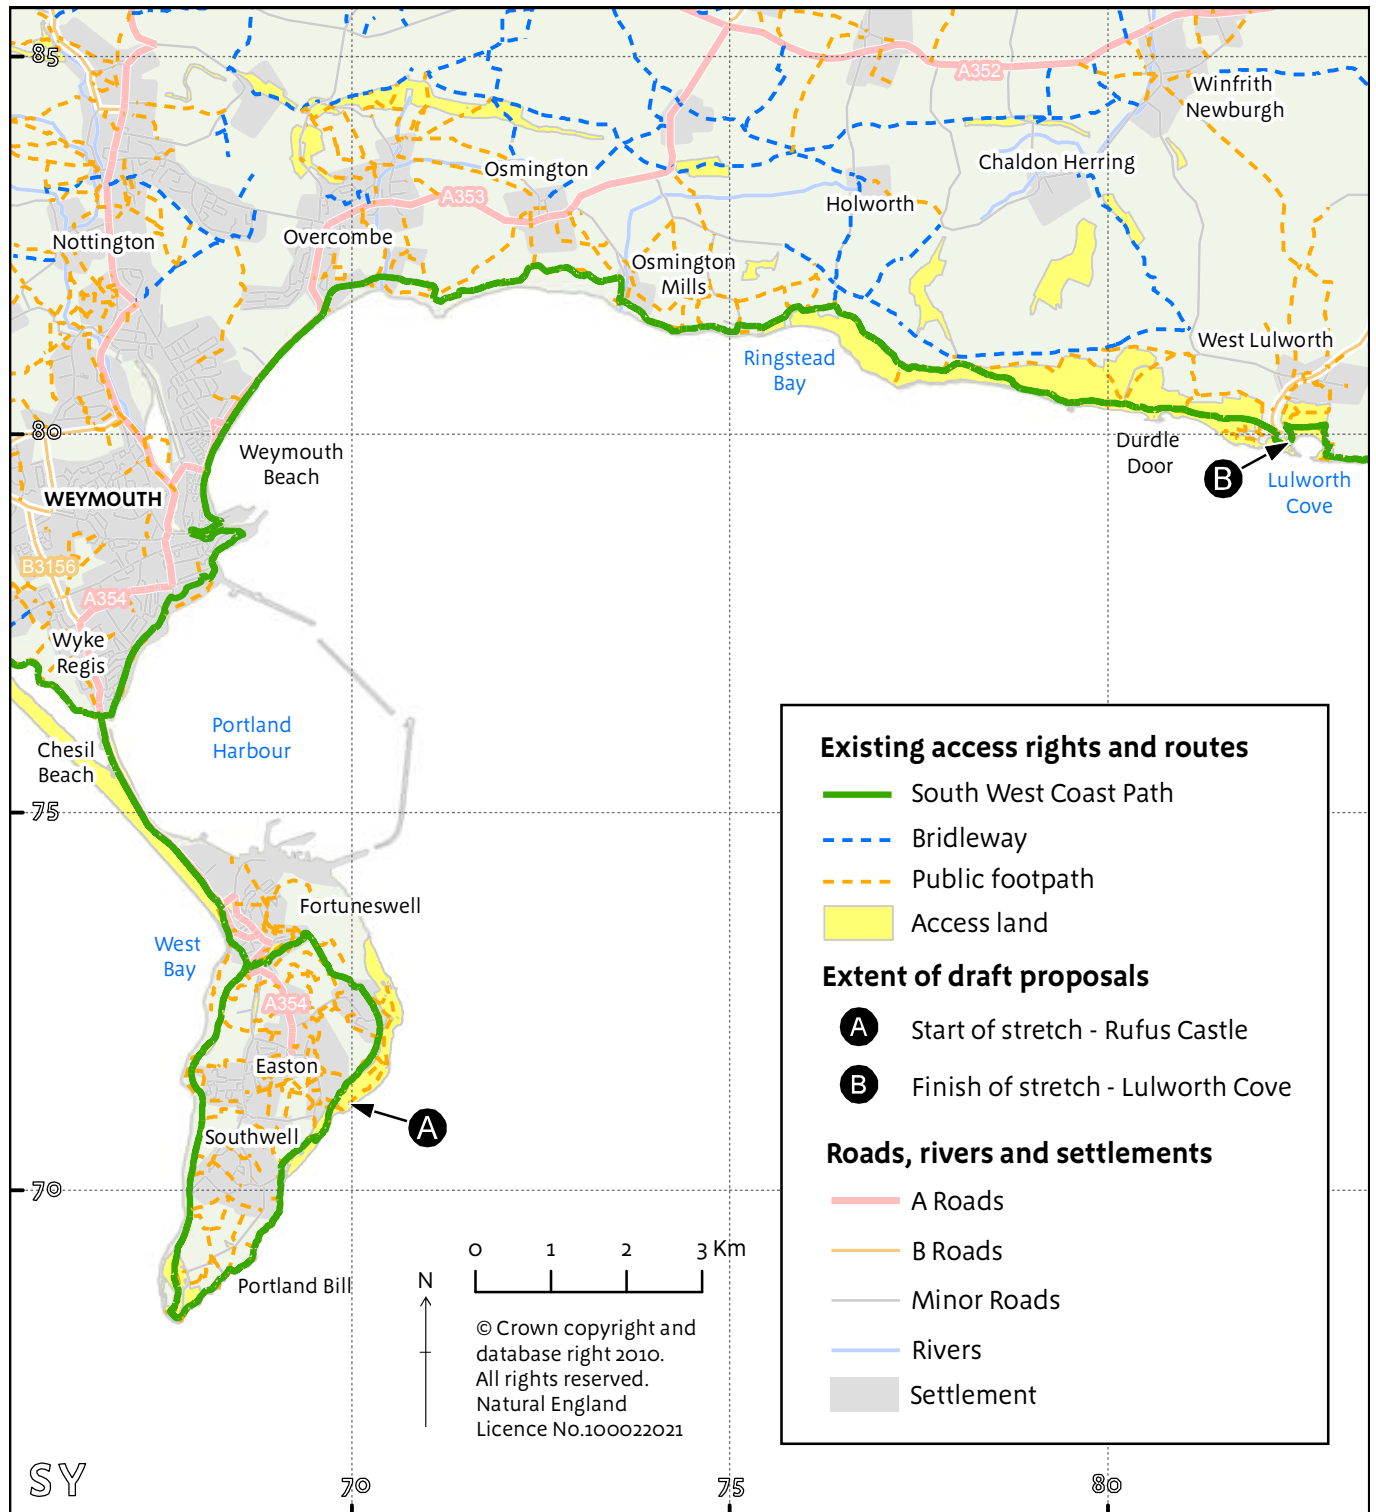 85
A352
Winfrith
Newburgh
Chaldon Herring
Osmington
A353
Holworth
Nottington
Overcombe
Osmington
Mills
West Lulworth
Ringstead
Bay
80
Weymouth
Beach
Durdle
Door
B
Lulworth
Cove
WEYMOUTH
B3156
A354
Wyke
Regis
Portland
Harbour
Chesil
Beach
75
Fortuneswell
West
Bay
A354
Easton
A
Southwell
70
Portland Bill
Existing access rights and routes
South West Coast Path
Bridleway
Public footpath
Access land
Extent of draft proposals
A Start of stretch - Rufus Castle
B Finish of stretch - Lulworth Cove
Roads, rivers and settlements
A Roads
B Roads
Minor Roads
Rivers
Settlement
0 1 2 3 Km
N
© Crown copyright and
database right 2010.
All rights reserved.
Natural England
Licence No.100022021
SY
70 75 80